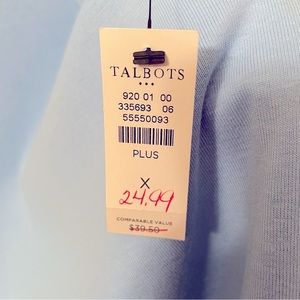 TALBOTS
920 01 00
335693 06
55550093
PLUS
X
24.99
COMPARABLE VALUE
$39.50